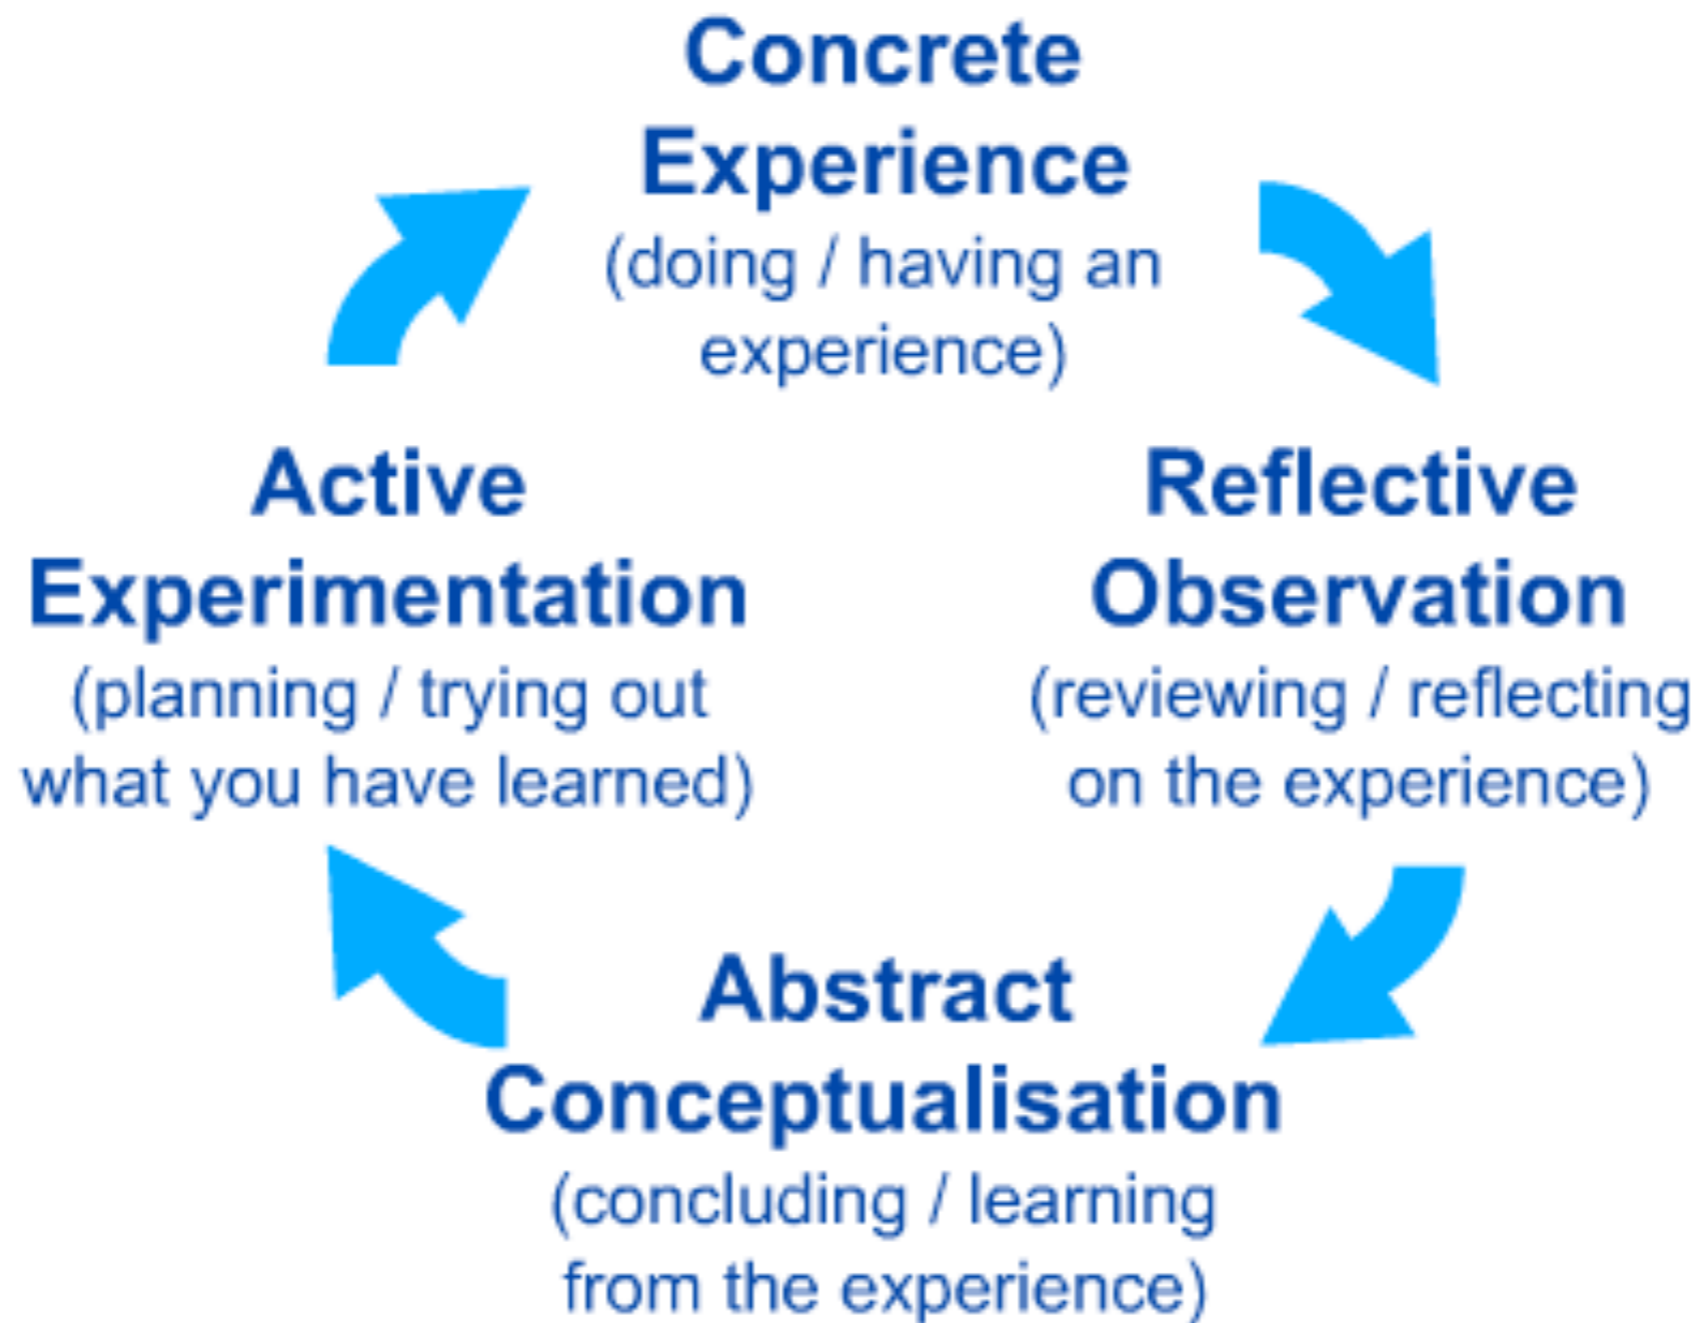 Concrete
Experience
(doing / having an
experience)
Active
Experimentation
(planning / trying out
what you have learned)
Reflective
Observation
(reviewing / reflecting
on the experience)
Abstract
Conceptualisation
(concluding / learning
from the experience)